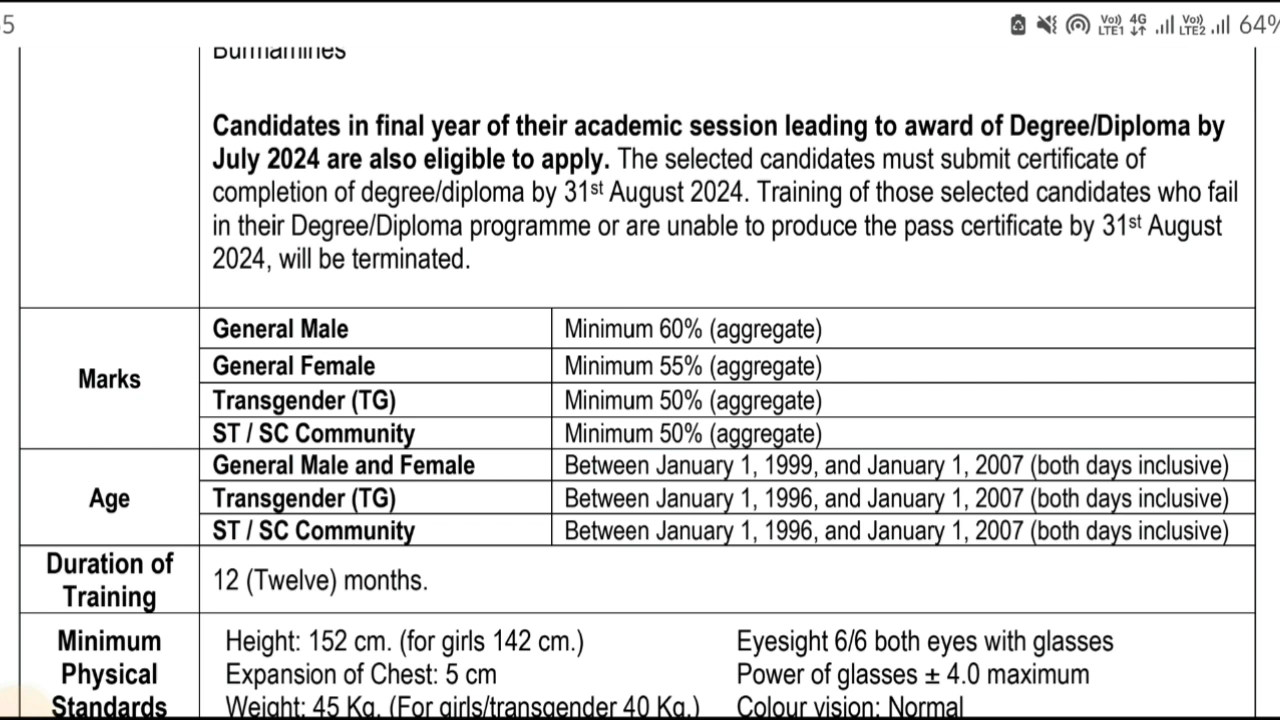 5
Vo)) LTE1 4G Vo)) LTE2 64%
Burmamines
Candidates in final year of their academic session leading to award of Degree/Diploma by
July 2024 are also eligible to apply. The selected candidates must submit certificate of
completion of degree/diploma by 31st August 2024. Training of those selected candidates who fail
in their Degree/Diploma programme or are unable to produce the pass certificate by 31st August
2024, will be terminated.
Marks
General Male Minimum 60% (aggregate)
General Female Minimum 55% (aggregate)
Transgender (TG) Minimum 50% (aggregate)
ST / SC Community Minimum 50% (aggregate)
Age
General Male and Female Between January 1, 1999, and January 1, 2007 (both days inclusive)
Transgender (TG) Between January 1, 1996, and January 1, 2007 (both days inclusive)
ST / SC Community Between January 1, 1996, and January 1, 2007 (both days inclusive)
Duration of
Training
12 (Twelve) months.
Minimum
Physical
Standards
Height: 152 cm. (for girls 142 cm.) Eyesight 6/6 both eyes with glasses
Expansion of Chest: 5 cm Power of glasses ± 4.0 maximum
Weight: 45 Kg. (For girls/transgender 40 Kg.) Colour vision: Normal